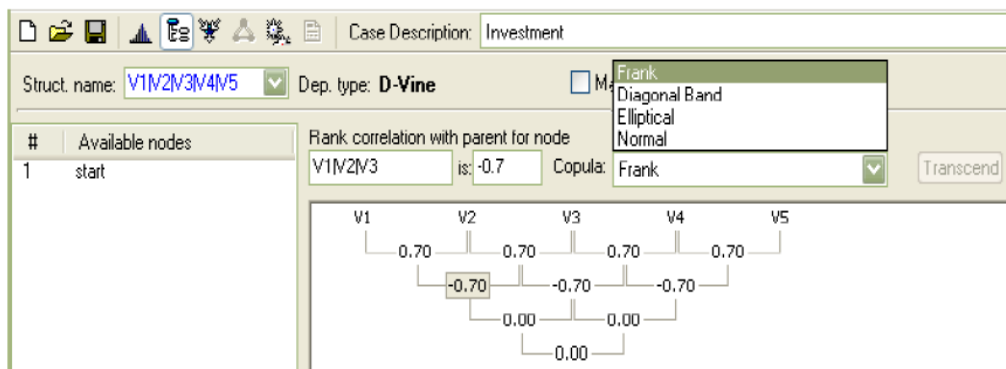 Case Description: Investment
Struct. name: V1|V2|V3|V4|V5 Dep. type: D-Vine
Frank
Diagonal Band
Elliptical
Normal
# Available nodes
1 start
Rank correlation with parent for node
V1|V2|V3 is: -0.7 Copula: Frank Transcend
V1 V2 V3 V4 V5
0.70 0.70 0.70 0.70
-0.70 -0.70 -0.70
0.00 0.00
0.00